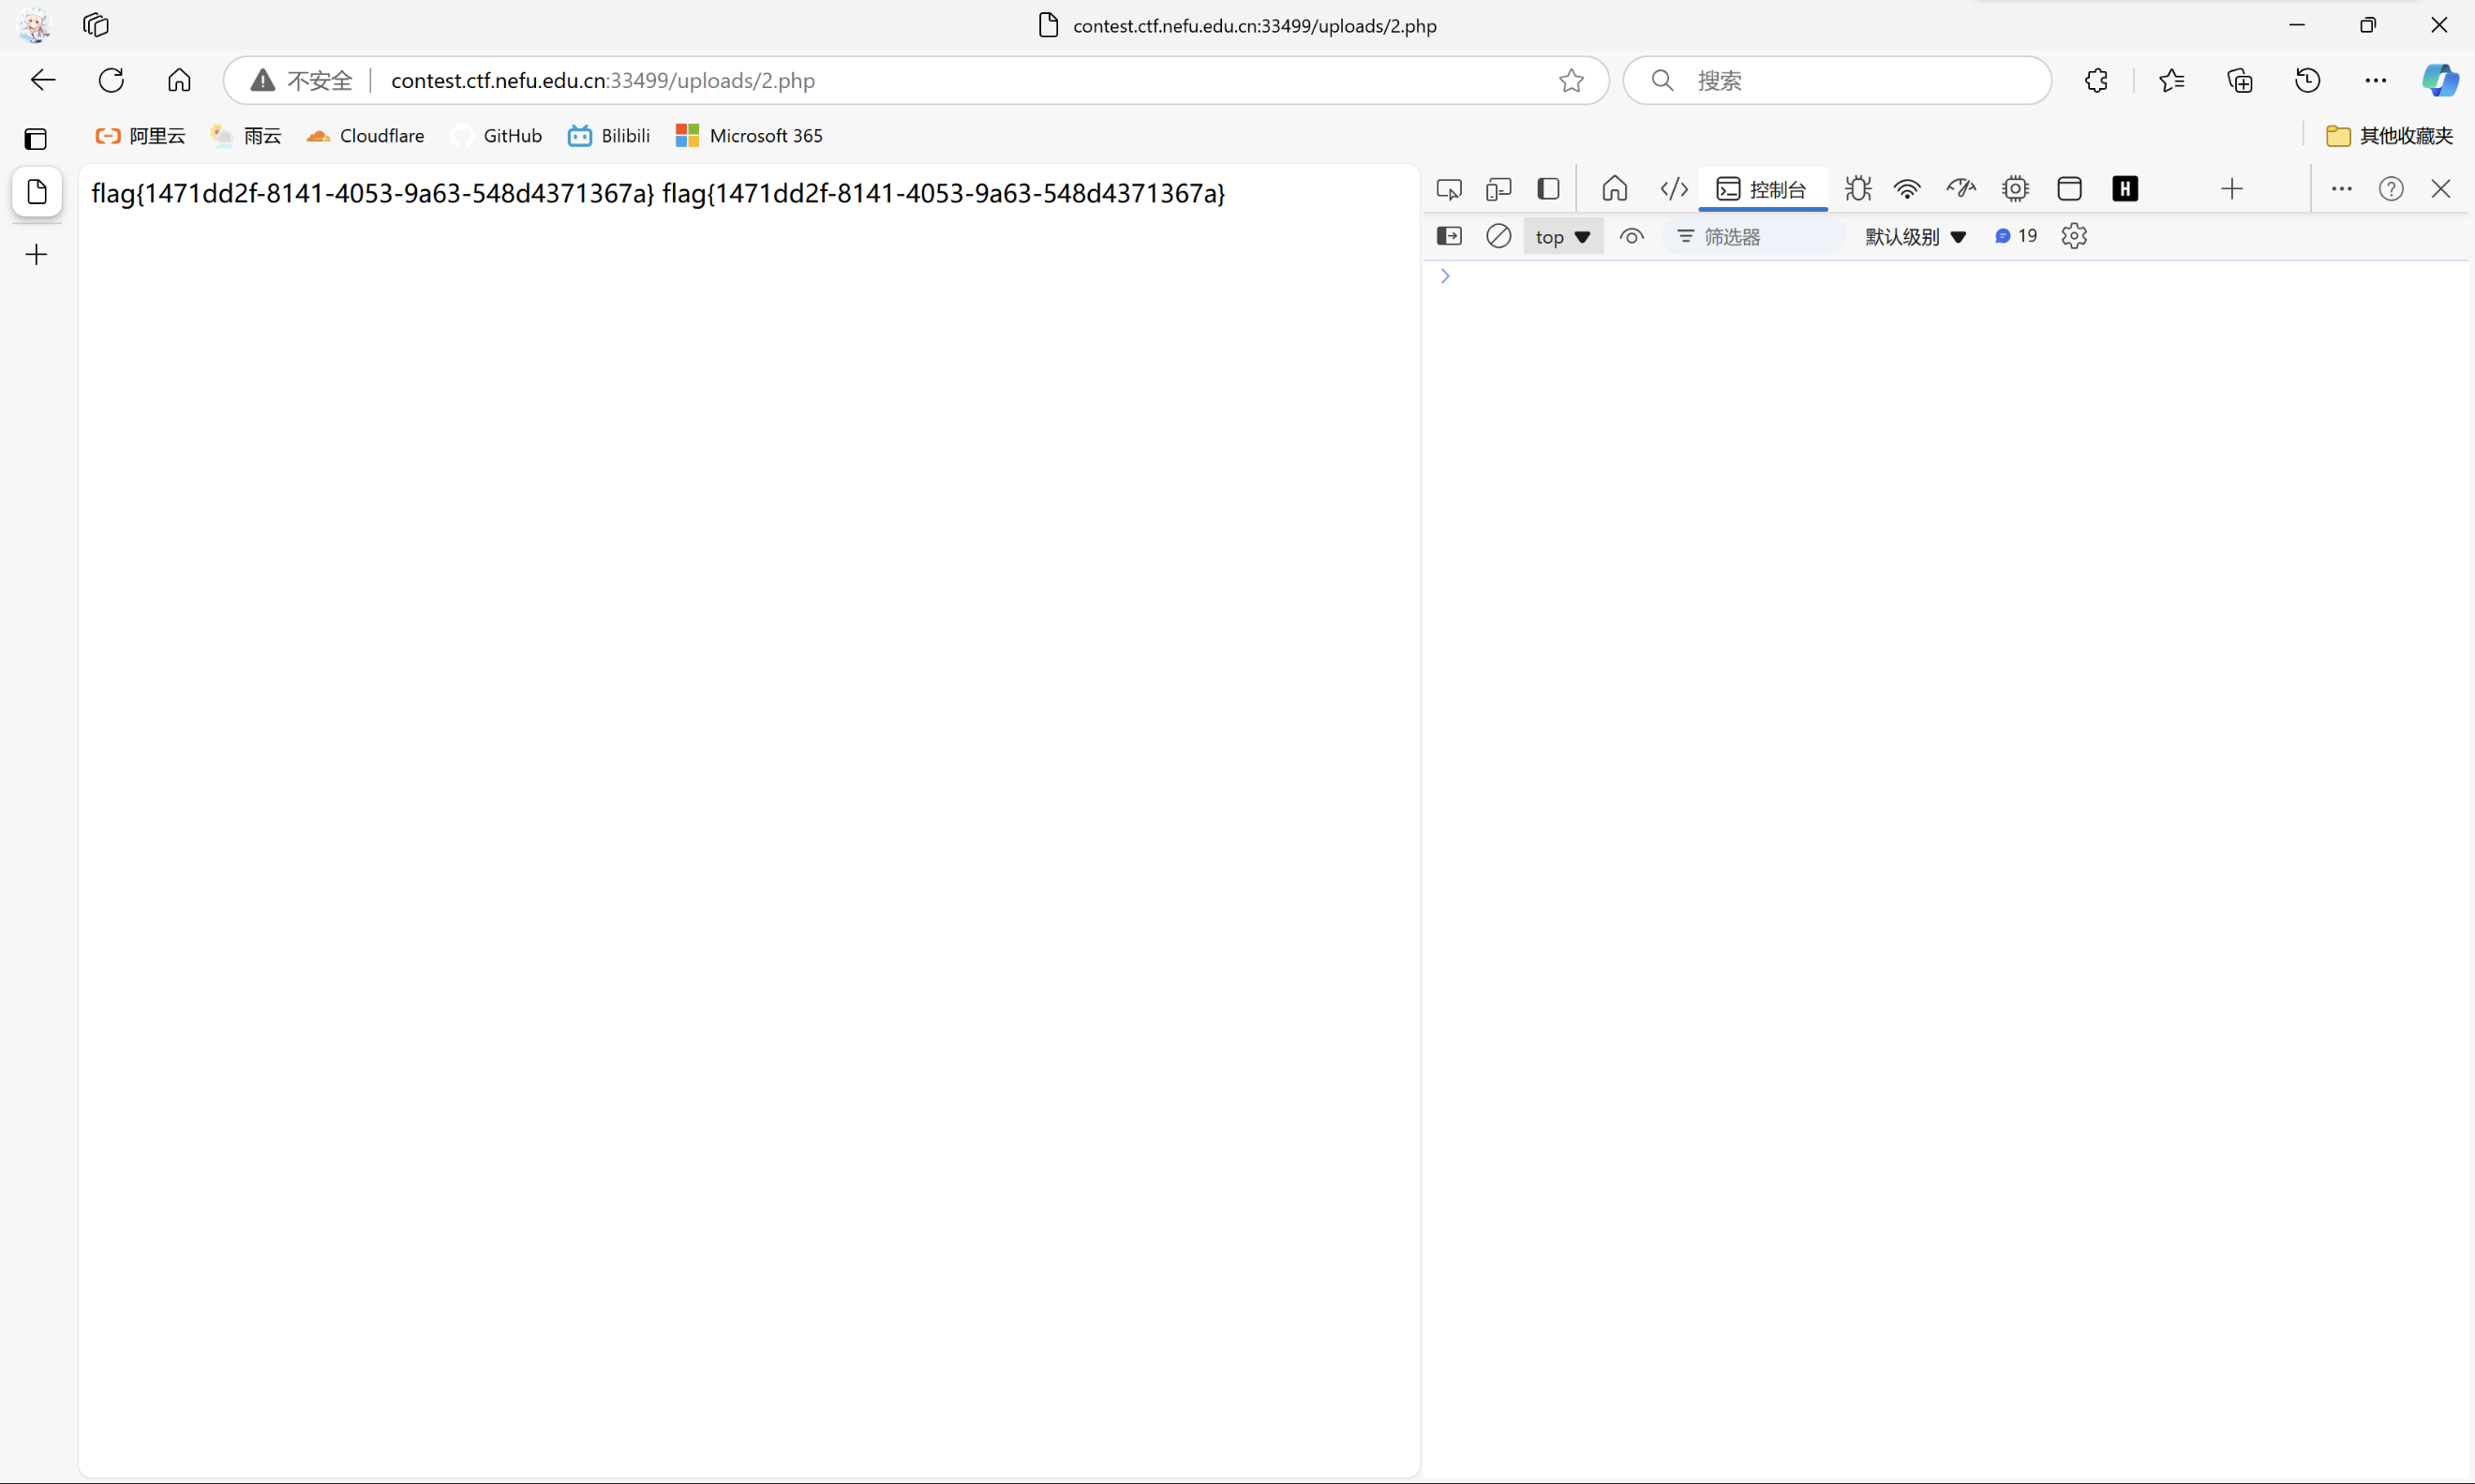 contest.ctf.nefu.edu.cn:33499/uploads/2.php
不安全 contest.ctf.nefu.edu.cn:33499/uploads/2.php 搜索
阿里云 雨云 Cloudflare GitHub Bilibili Microsoft 365 其他收藏夹
flag{1471dd2f-8141-4053-9a63-548d4371367a} flag{1471dd2f-8141-4053-9a63-548d4371367a}
控制台 H
top 筛选器 默认级别 19